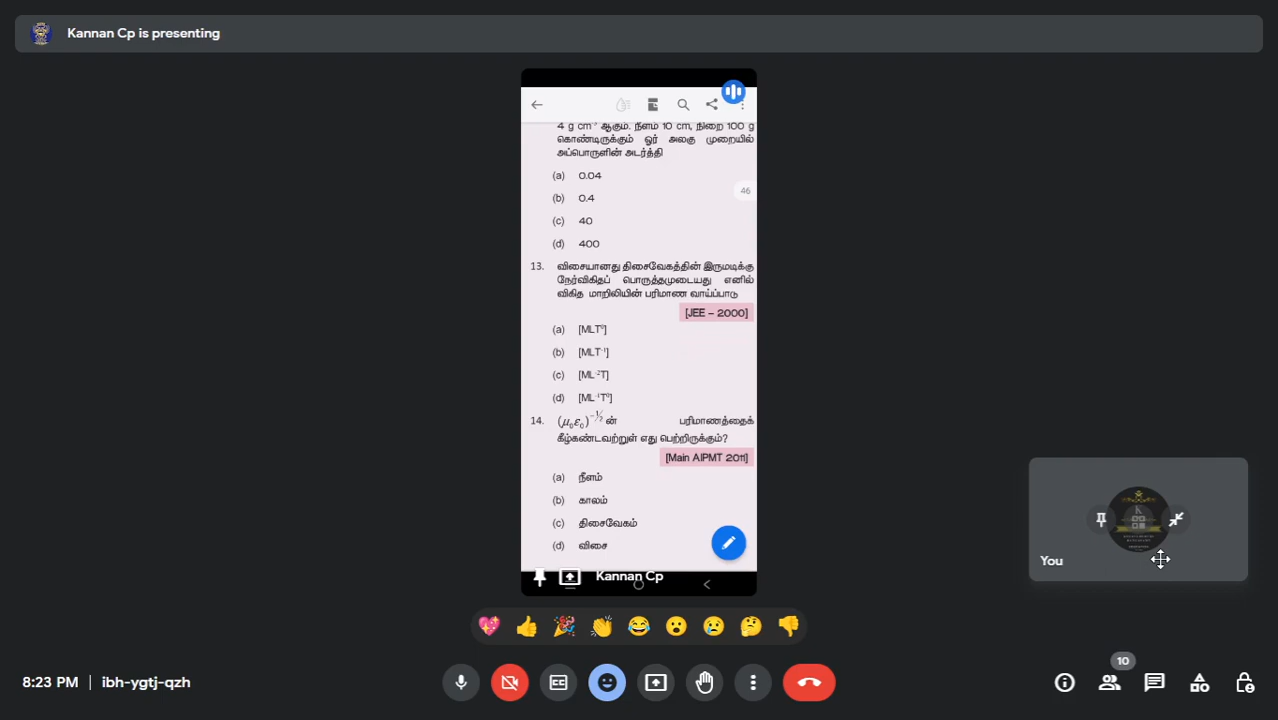 Kannan Cp is presenting
4 g cm⁻³ ஆகும். நீளம் 10 cm, நிறை 100 g
கொண்டிருக்கும் ஓர் அலகு முறையில்
அப்பொருளின் அடர்த்தி
(a) 0.04
46
(b) 0.4
(c) 40
(d) 400
13. விசையானது திசைவேகத்தின் இருமடிக்கு
நேர்விகிதப் பொருத்தமுடையது எனில்
விகித மாறிலியின் பரிமாண வாய்ப்பாடு
[JEE – 2000]
(a) [MLT⁰]
(b) [MLT⁻¹]
(c) [ML⁻²T]
(d) [ML⁻¹T⁰]
14. (μ₀ε₀)^(-1/2) ன் பரிமாணத்தைக்
கீழ்கண்டவற்றுள் எது பெற்றிருக்கும்?
[Main AIPMT 2011]
(a) நீளம்
(b) காலம்
(c) திசைவேகம்
(d) விசை
Kannan Cp
You
8:23 PM | ibh-ygtj-qzh
10